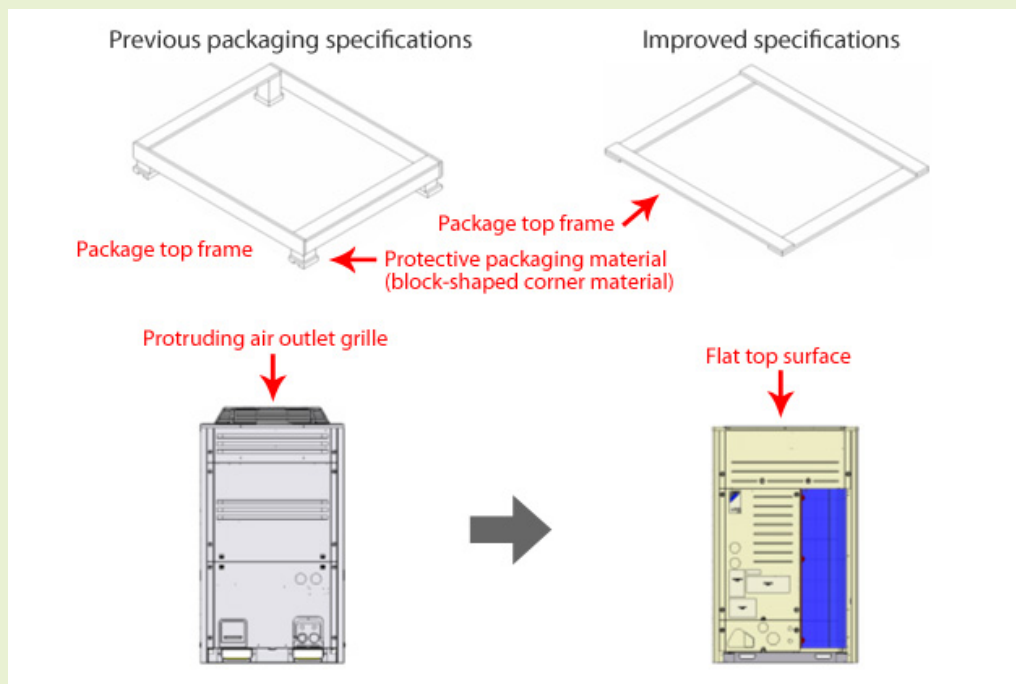 Previous packaging specifications
Improved specifications
Package top frame
Package top frame
Protective packaging material
(block-shaped corner material)
Protruding air outlet grille
Flat top surface